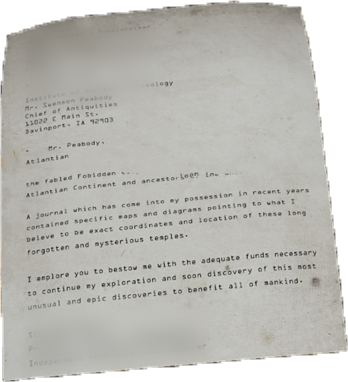 Institute ology
Mr. Swenson Peabody
Chief of Antiquities
11022 C Main St.
Davinport, IA 92903
Mr. Peabody,
Atlantian
the fabled Fobidden
Atlantian Continent and ancestor
A journal which has come into my possession in recent years
contained specific maps and diagrams pointing to what I
beleve to be exact coordinates and location of these long
forgotten and mysterious temples.
I emplore you to bestow me with the adequate funds necessary
to continue my exploration and soon discovery of this most
unusual and epic discoveries to benefit all of mankind.